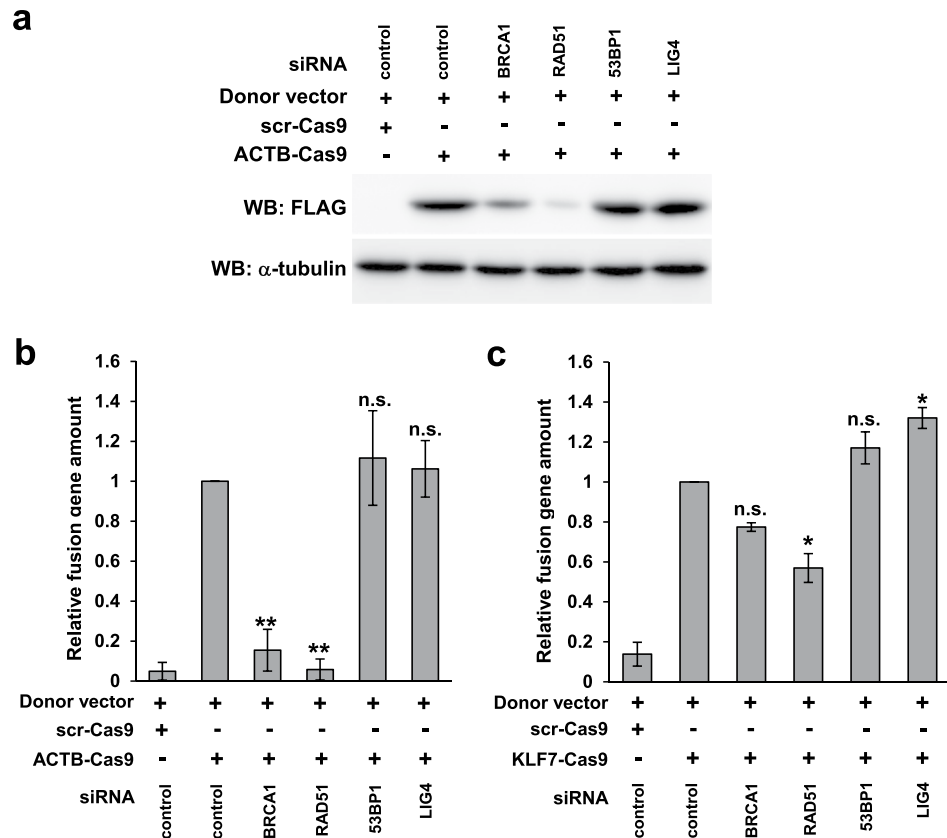 a
siRNA control control BRCA1 RAD51 53BP1 LIG4
Donor vector + + + + + +
scr-Cas9 + - - - - -
ACTB-Cas9 - + + + + +
WB: FLAG
WB: α-tubulin
b
Relative fusion gene amount
1.6
1.4
1.2
1
0.8
0.6
0.4
0.2
0
** ** n.s. n.s.
Donor vector + + + + + +
scr-Cas9 + - - - - -
ACTB-Cas9 - + + + + +
siRNA control control BRCA1 RAD51 53BP1 LIG4
c
Relative fusion gene amount
1.6
1.4
1.2
1
0.8
0.6
0.4
0.2
0
n.s. * n.s. *
Donor vector + + + + + +
scr-Cas9 + - - - - -
KLF7-Cas9 - + + + + +
siRNA control control BRCA1 RAD51 53BP1 LIG4